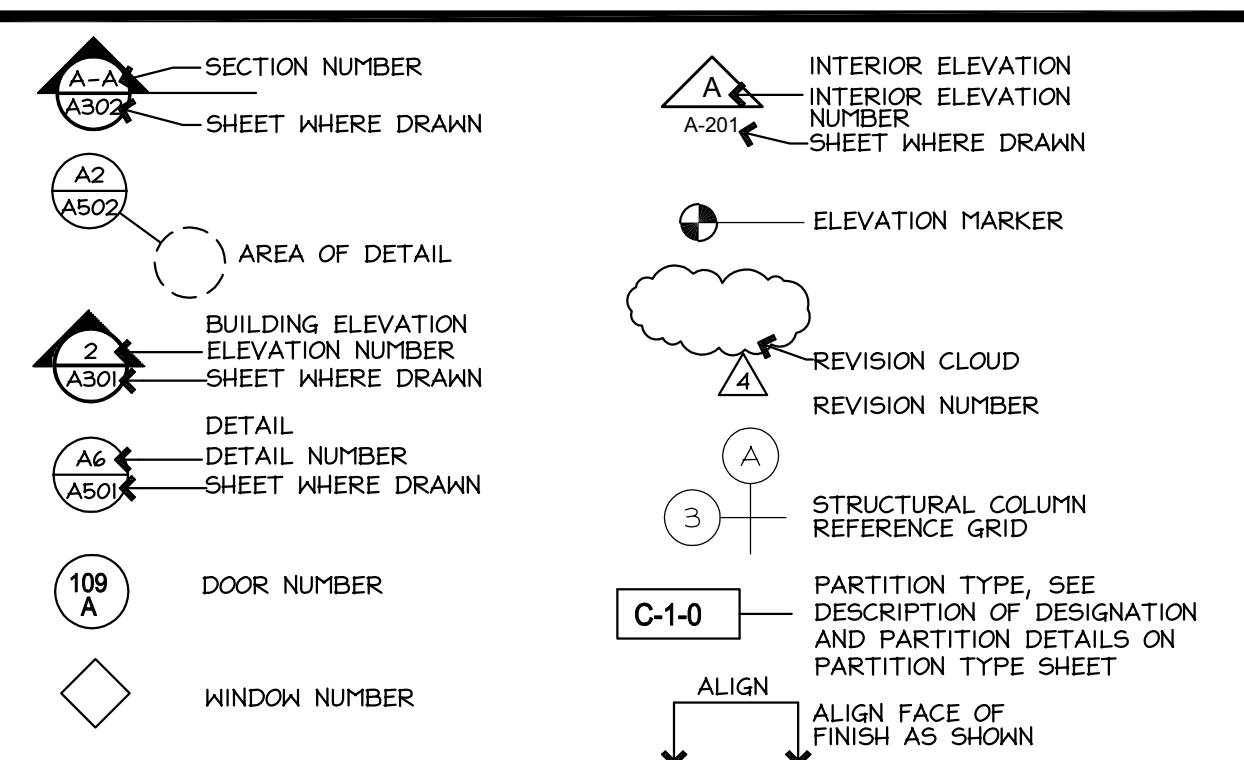 A-A
SECTION NUMBER
A302
SHEET WHERE DRAWN
A2
A502
AREA OF DETAIL
BUILDING ELEVATION
2
ELEVATION NUMBER
A301
SHEET WHERE DRAWN
DETAIL
A6
DETAIL NUMBER
A501
SHEET WHERE DRAWN
109
A
DOOR NUMBER
WINDOW NUMBER
INTERIOR ELEVATION
A
INTERIOR ELEVATION
NUMBER
A-201
SHEET WHERE DRAWN
ELEVATION MARKER
REVISION CLOUD
4
REVISION NUMBER
A
3
STRUCTURAL COLUMN
REFERENCE GRID
C-1-0
PARTITION TYPE, SEE
DESCRIPTION OF DESIGNATION
AND PARTITION DETAILS ON
PARTITION TYPE SHEET
ALIGN
ALIGN FACE OF
FINISH AS SHOWN